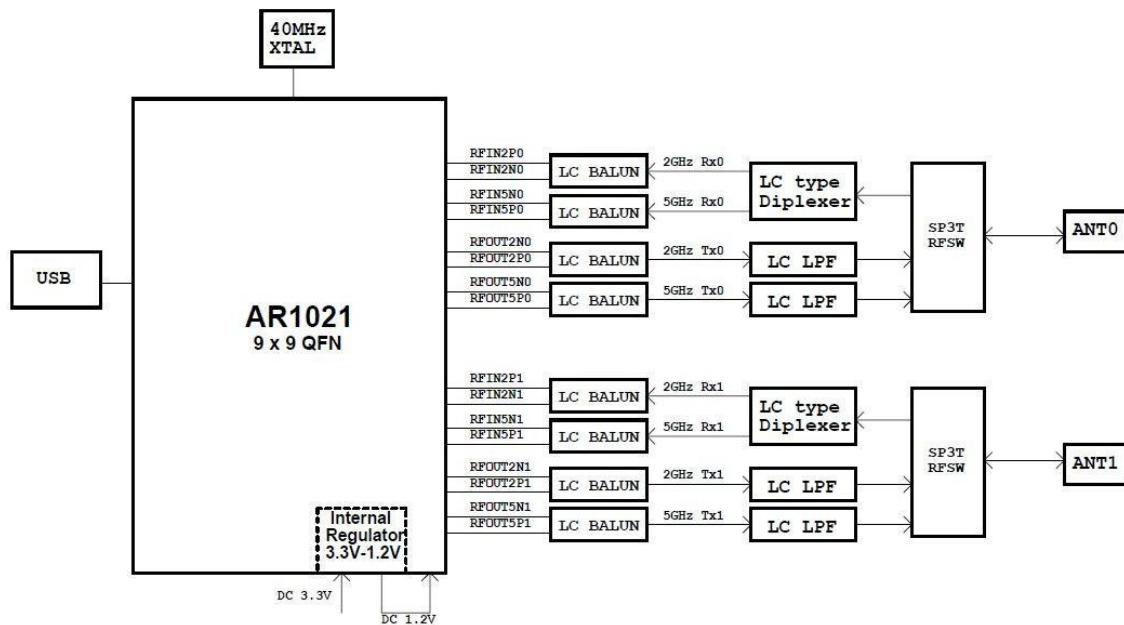 40MHz
XTAL
USB
AR1021
9 x 9 QFN
Internal
Regulator
3.3V-1.2V
DC 3.3V
DC 1.2V
RFIN2P0
RFIN2N0
LC BALUN
2GHz Rx0
LC type
Diplexer
RFIN5N0
RFIN5P0
LC BALUN
5GHz Rx0
RFOUT2N0
RFOUT2P0
LC BALUN
2GHz Tx0
LC LPF
RFOUT5N0
RFOUT5P0
LC BALUN
5GHz Tx0
LC LPF
SP3T
RFSW
ANT0
RFIN2P1
RFIN2N1
LC BALUN
2GHz Rx1
LC type
Diplexer
RFIN5N1
RFIN5P1
LC BALUN
5GHz Rx1
RFOUT2N1
RFOUT2P1
LC BALUN
2GHz Tx1
LC LPF
RFOUT5N1
RFOUT5P1
LC BALUN
5GHz Tx1
LC LPF
SP3T
RFSW
ANT1